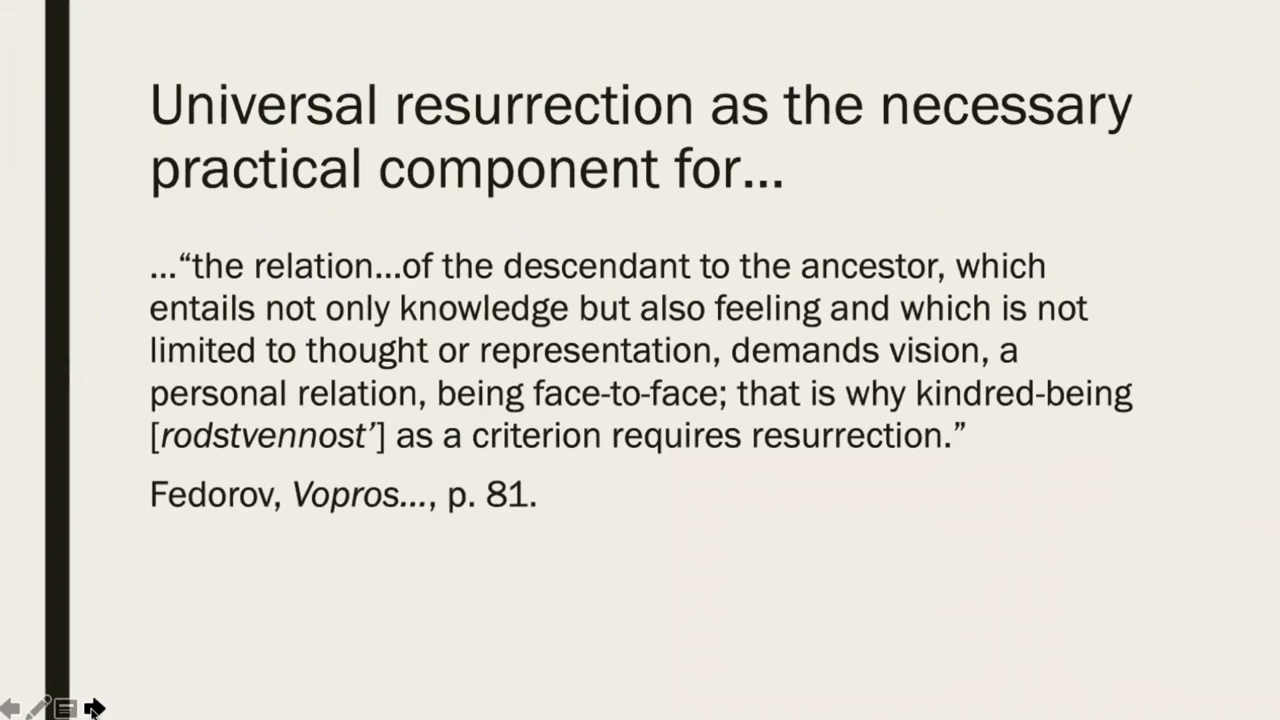 Universal resurrection as the necessary
practical component for...
...“the relation...of the descendant to the ancestor, which
entails not only knowledge but also feeling and which is not
limited to thought or representation, demands vision, a
personal relation, being face-to-face; that is why kindred-being
[rodstvennost’] as a criterion requires resurrection.”
Fedorov, Vopros..., p. 81.